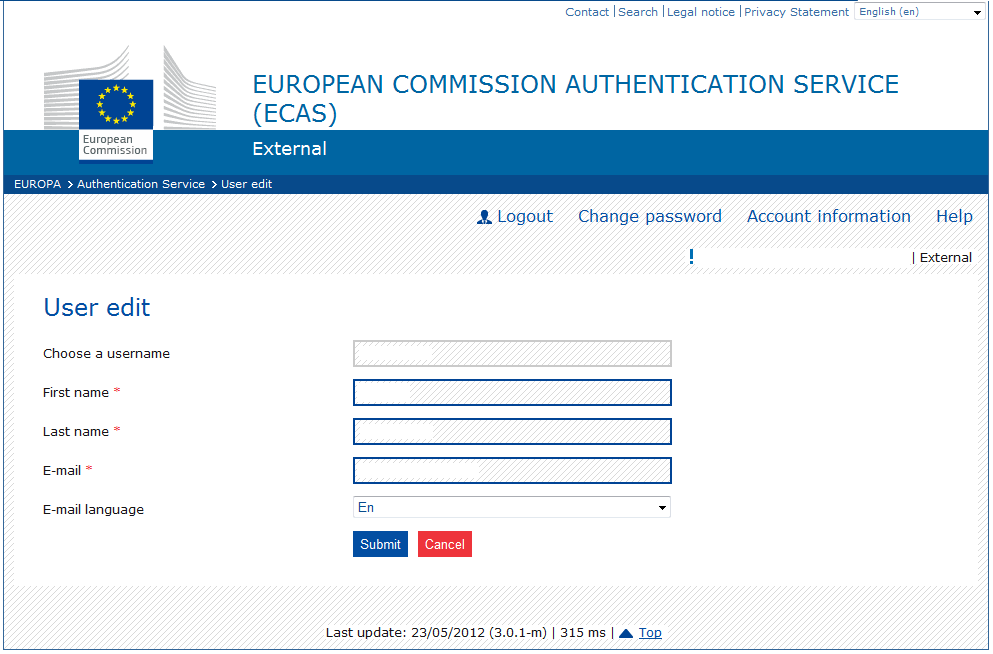 Contact | Search | Legal notice | Privacy Statement English (en)
EUROPEAN COMMISSION AUTHENTICATION SERVICE
(ECAS)
European
Commission
External
EUROPA > Authentication Service > User edit
Logout Change password Account information Help
! | External
User edit
Choose a username
First name *
Last name *
E-mail *
E-mail language En
Submit Cancel
Last update: 23/05/2012 (3.0.1-m) | 315 ms | Top